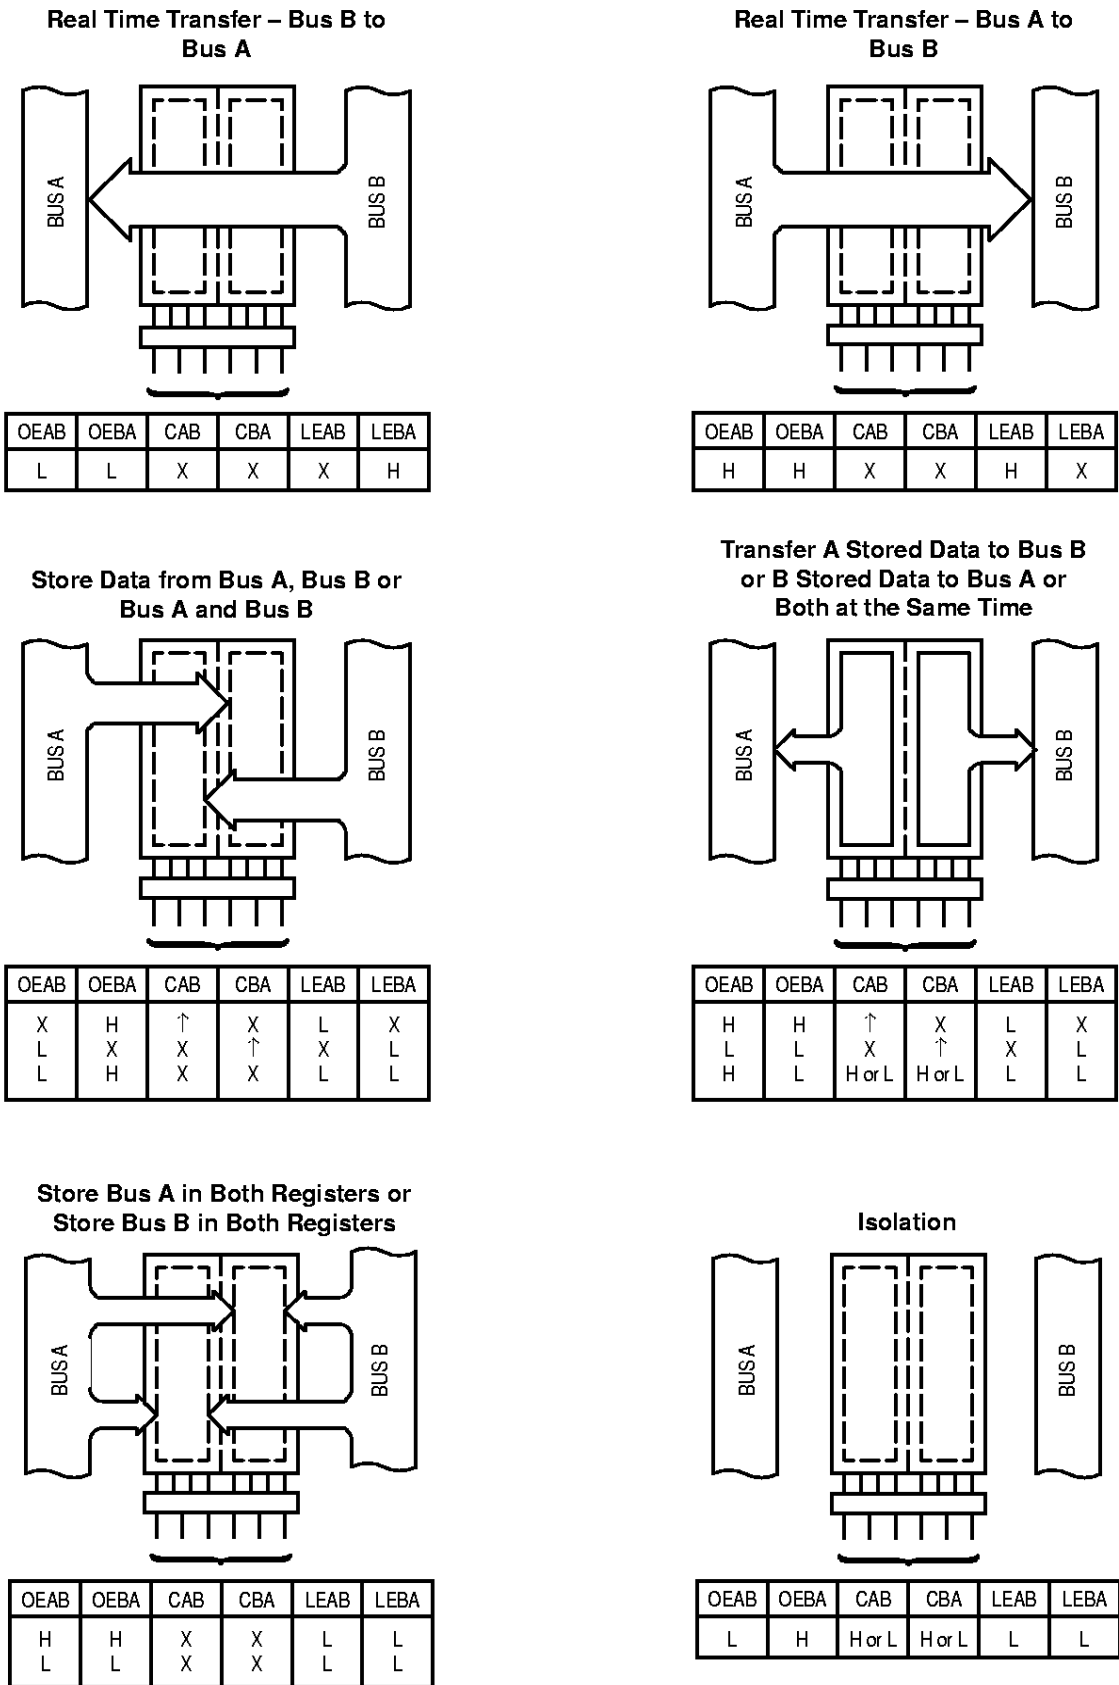 Real Time Transfer – Bus B to
Bus A
BUS A
BUS B
OEAB OEBA CAB CBA LEAB LEBA
L L X X X H
Real Time Transfer – Bus A to
Bus B
BUS A
BUS B
OEAB OEBA CAB CBA LEAB LEBA
H H X X H X
Store Data from Bus A, Bus B or
Bus A and Bus B
BUS A
BUS B
OEAB OEBA CAB CBA LEAB LEBA
X H ↑ X L X
L X X ↑ X L
L H X X L L
Transfer A Stored Data to Bus B
or B Stored Data to Bus A or
Both at the Same Time
BUS A
BUS B
OEAB OEBA CAB CBA LEAB LEBA
H H ↑ X L X
L L X ↑ X L
H L H or L H or L L L
Store Bus A in Both Registers or
Store Bus B in Both Registers
BUS A
BUS B
OEAB OEBA CAB CBA LEAB LEBA
H H X X L L
L L X X L L
Isolation
BUS A
BUS B
OEAB OEBA CAB CBA LEAB LEBA
L H H or L H or L L L